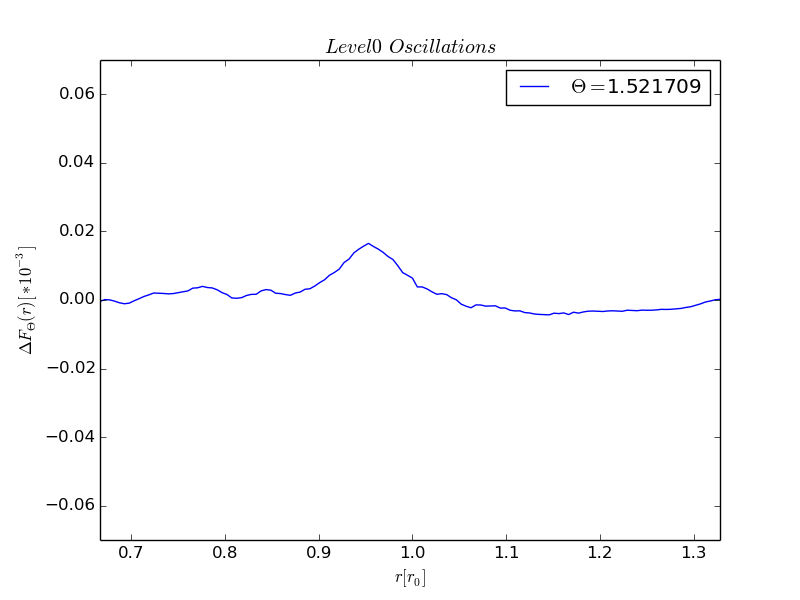 Level0 Oscillations
Θ=1.521709
0.06
0.04
0.02
0.00
−0.02
−0.04
−0.06
ΔF_Θ(r)[*10^{-3}]
0.7 0.8 0.9 1.0 1.1 1.2 1.3
r[r_0]